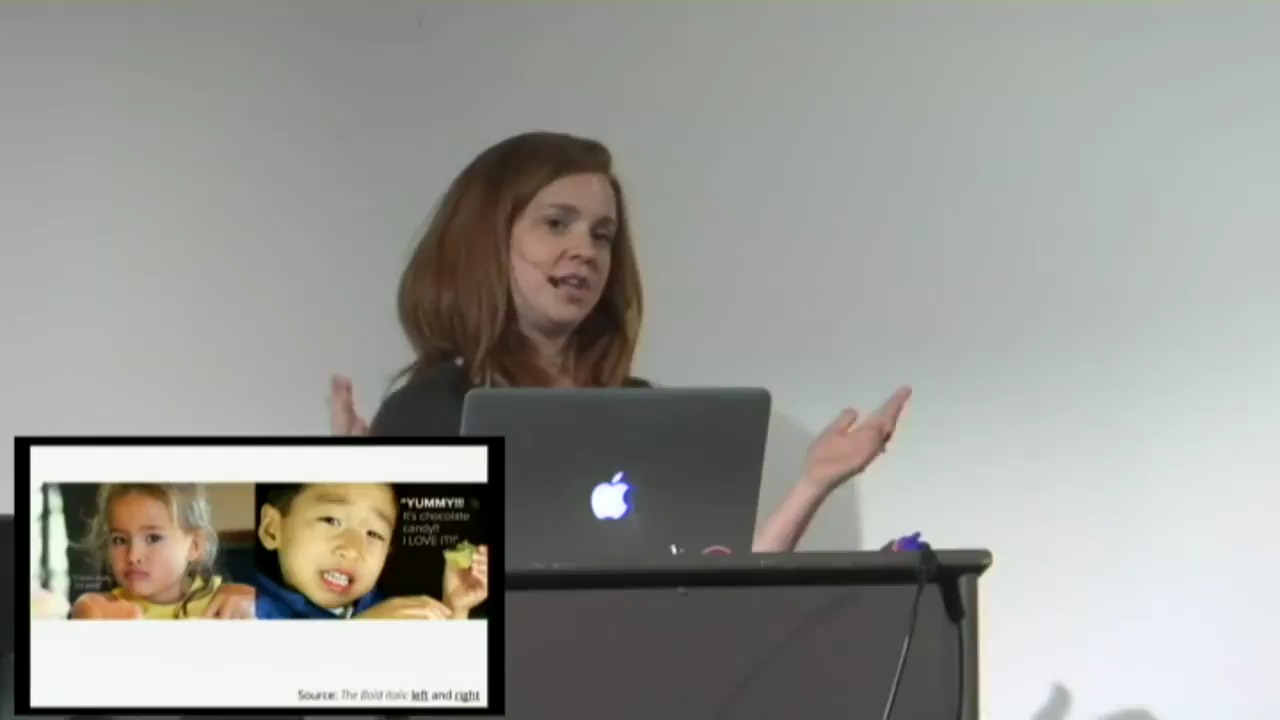 "YUMMY!!!
It's chocolate
candy!!
I LOVE IT!!"
Source: The Bold Italic left and right